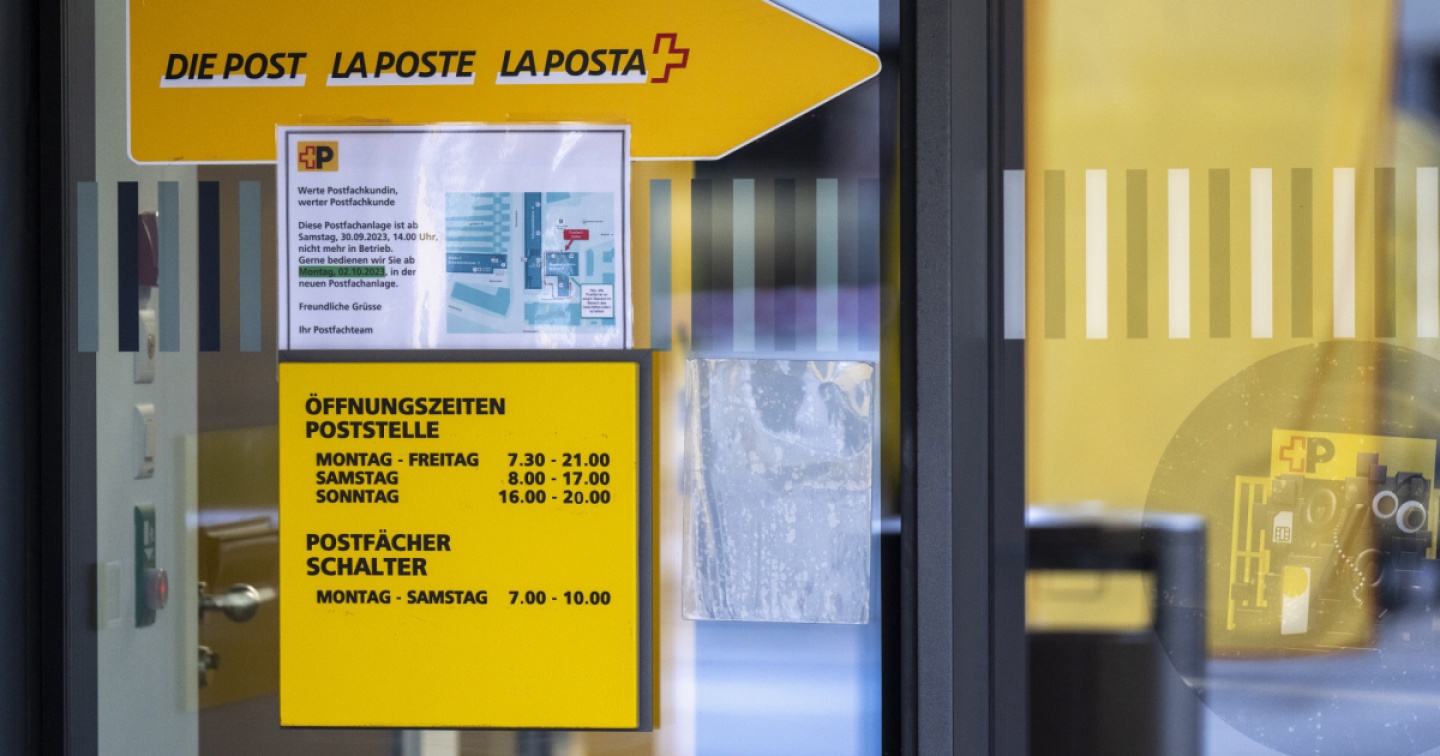 DIE POST LA POSTE LA POSTA
P
Werte Postfachkundin,
werter Postfachkunde
Diese Postfachanlage ist ab
Samstag, 30.09.2023, 14.00 Uhr,
nicht mehr in Betrieb.
Gerne bedienen wir Sie ab
Montag, 02.10.2023, in der
neuen Postfachanlage.
Freundliche Grüsse
Ihr Postfachteam
ÖFFNUNGSZEITEN
POSTSTELLE
MONTAG - FREITAG 7.30 - 21.00
SAMSTAG 8.00 - 17.00
SONNTAG 16.00 - 20.00
POSTFÄCHER
SCHALTER
MONTAG - SAMSTAG 7.00 - 10.00
P